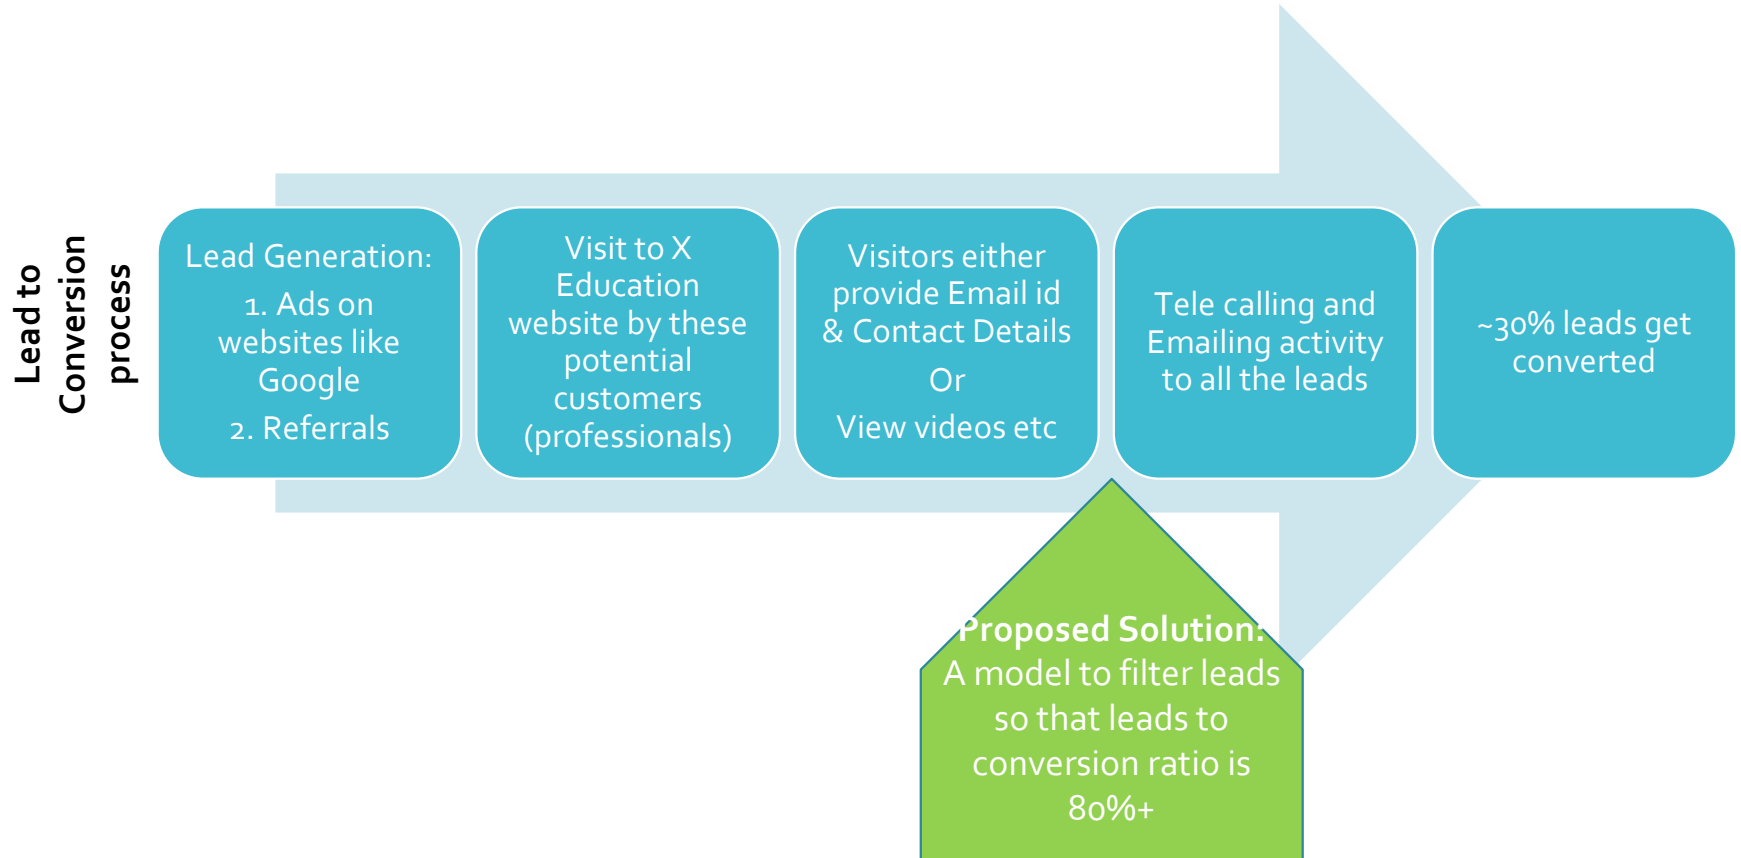 Lead to
Conversion
process
Lead Generation:
1. Ads on
websites like
Google
2. Referrals
Visit to X
Education
website by these
potential
customers
(professionals)
Visitors either
provide Email id
& Contact Details
Or
View videos etc
Tele calling and
Emailing activity
to all the leads
~30% leads get
converted
Proposed Solution:
A model to filter leads
so that leads to
conversion ratio is
80%+